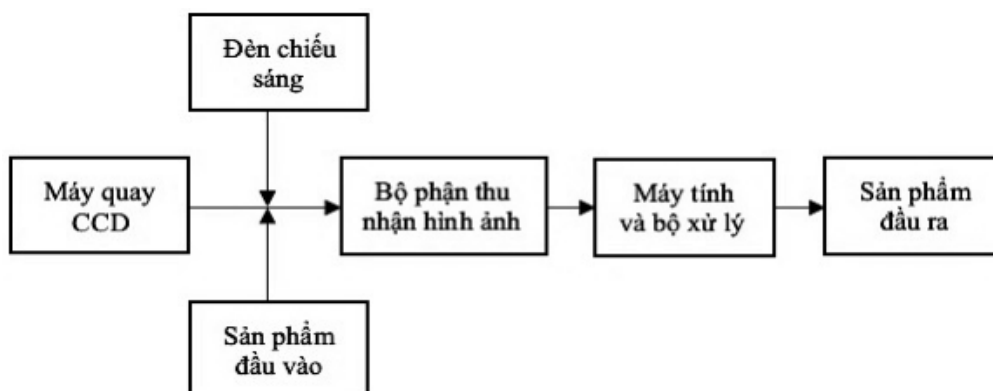 Đèn chiếu
sáng
Máy quay
CCD
Bộ phận thu
nhận hình ảnh
Máy tính
và bộ xử lý
Sản phẩm
đầu ra
Sản phẩm
đầu vào